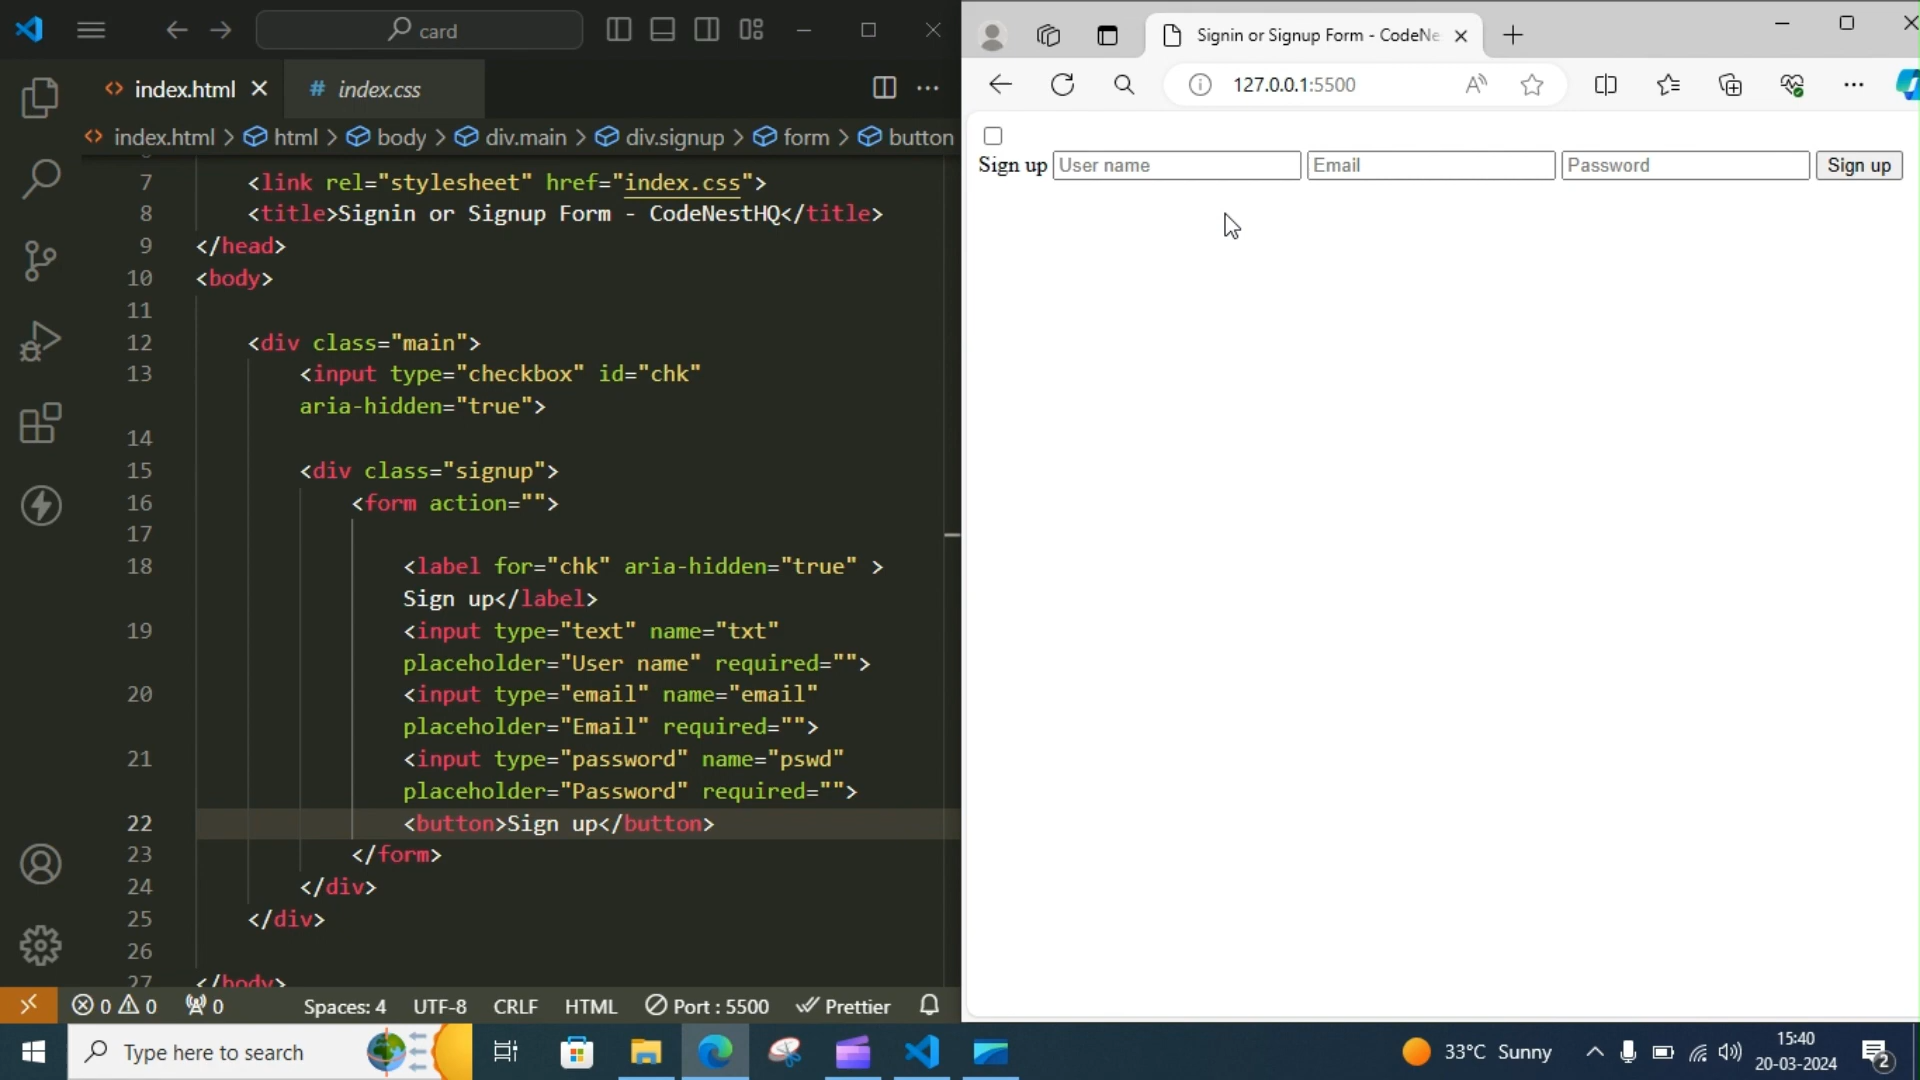 card
index.html
# index.css
index.html > html > body > div.main > div.signup > form > button
7 <link rel="stylesheet" href="index.css">
8 <title>Signin or Signup Form - CodeNestHQ</title>
9 </head>
10 <body>
11
12 <div class="main">
13 <input type="checkbox" id="chk"
aria-hidden="true">
14
15 <div class="signup">
16 <form action="">
17
18 <label for="chk" aria-hidden="true" >
Sign up</label>
19 <input type="text" name="txt"
placeholder="User name" required="">
20 <input type="email" name="email"
placeholder="Email" required="">
21 <input type="password" name="pswd"
placeholder="Password" required="">
22 <button>Sign up</button>
23 </form>
24 </div>
25 </div>
26
27 </body>
0 0 0 Spaces: 4 UTF-8 CRLF HTML Port : 5500 Prettier
Signin or Signup Form - CodeNe
127.0.0.1:5500
Sign up User name Email Password Sign up
Type here to search
33°C Sunny
15:40
20-03-2024
2